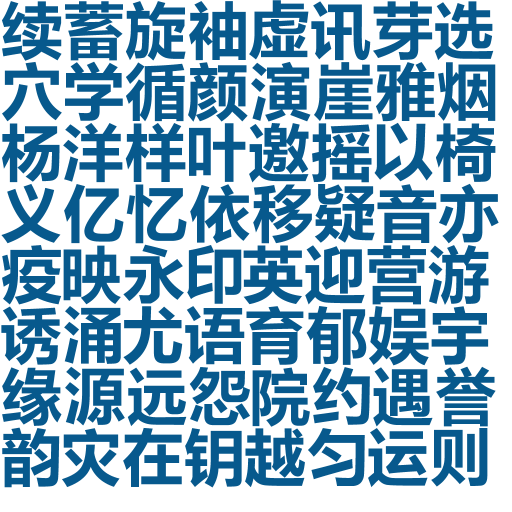 续蓄旋袖虚讯芽选
穴学循颜演崖雅烟
杨洋样叶邀摇以椅
义亿忆依移疑音亦
疫映永印英迎营游
诱涌尤语育郁娱宇
缘源远怨院约遇誉
韵灾在钥越匀运则